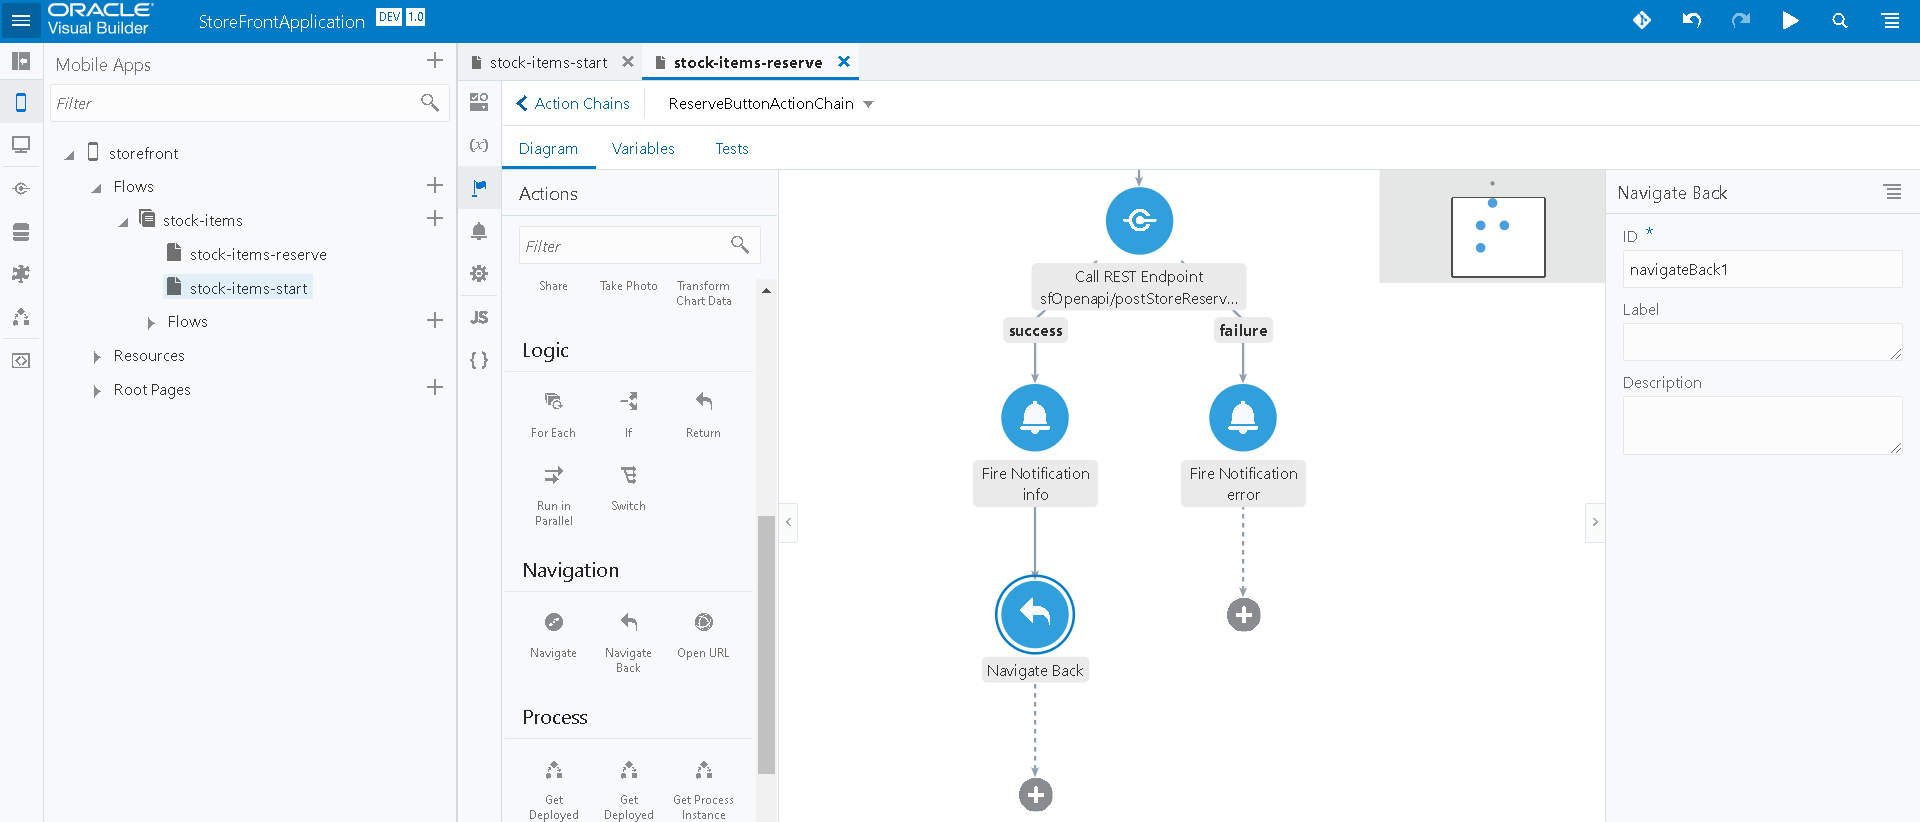 ORACLE
Visual Builder
StoreFrontApplication
DEV 1.0
Mobile Apps
Filter
storefront
Flows
stock-items
stock-items-reserve
stock-items-start
Flows
Resources
Root Pages
stock-items-start
stock-items-reserve
(x)
JS
{ }
Action Chains
ReserveButtonActionChain
Diagram
Variables
Tests
Actions
Filter
Share
Take Photo
Transform
Chart Data
Logic
For Each
If
Return
Run in
Parallel
Switch
Navigation
Navigate
Navigate
Back
Open URL
Process
Get
Deployed
Get
Deployed
Get Process
Instance
Call REST Endpoint
sfOpenapi/postStoreReserv...
success
failure
Fire Notification
info
Fire Notification
error
Navigate Back
Navigate Back
ID *
navigateBack1
Label
Description